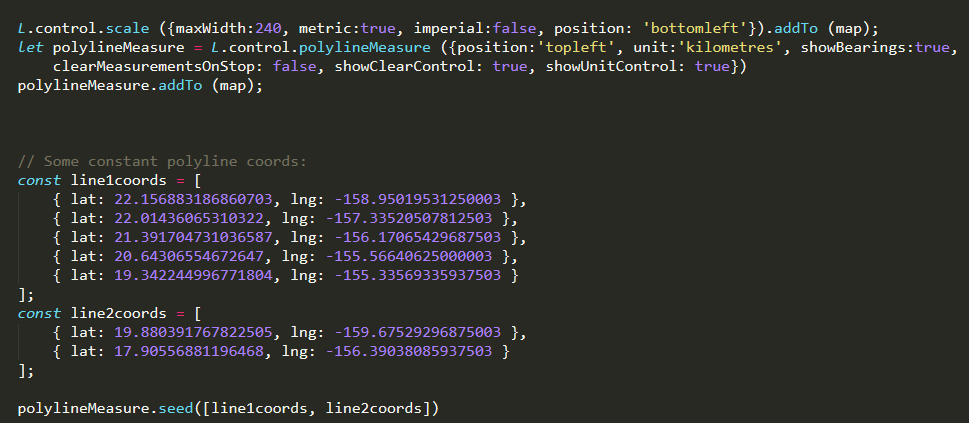 L.control.scale ({maxWidth:240, metric:true, imperial:false, position: 'bottomleft'}).addTo (map);
let polylineMeasure = L.control.polylineMeasure ({position:'topleft', unit:'kilometres', showBearings:true,
    clearMeasurementsOnStop: false, showClearControl: true, showUnitControl: true})
polylineMeasure.addTo (map);

// Some constant polyline coords:
const line1coords = [
    { lat: 22.156883186860703, lng: -158.95019531250003 },
    { lat: 22.01436065310322, lng: -157.33520507812503 },
    { lat: 21.391704731036587, lng: -156.17065429687503 },
    { lat: 20.64306554672647, lng: -155.56640625000003 },
    { lat: 19.342244996771804, lng: -155.33569335937503 }
];
const line2coords = [
    { lat: 19.880391767822505, lng: -159.67529296875003 },
    { lat: 17.90556881196468, lng: -156.39038085937503 }
];

polylineMeasure.seed([line1coords, line2coords])